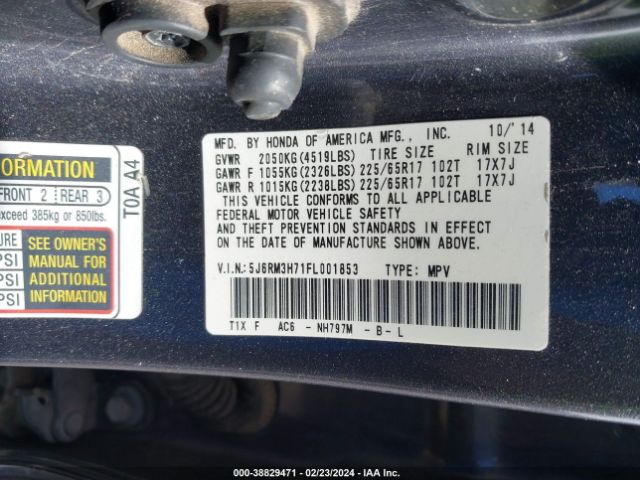 MFD. BY HONDA OF AMERICA MFG., INC. 10/'14
GVWR 2050KG(4519LBS) TIRE SIZE RIM SIZE
GAWR F 1055KG(2326LBS) 225/65R17 102T 17X7J
GAWR R 1015KG(2238LBS) 225/65R17 102T 17X7J
THIS VEHICLE CONFORMS TO ALL APPLICABLE
FEDERAL MOTOR VEHICLE SAFETY
AND THEFT PREVENTION STANDARDS IN EFFECT
ON THE DATE OF MANUFACTURE SHOWN ABOVE.
V.I.N.:5J6RM3H71FL001853 TYPE: MPV
T1X F AC6 - NH797M - B - L
ORMATION
FRONT 2 REAR 3
exceed 385kg or 850lbs.
T0A A4
URE
PSI
PSI
SEE OWNER'S
MANUAL FOR
ADDITIONAL
INFORMATION
000-38829471 - 02/23/2024 - IAA Inc.